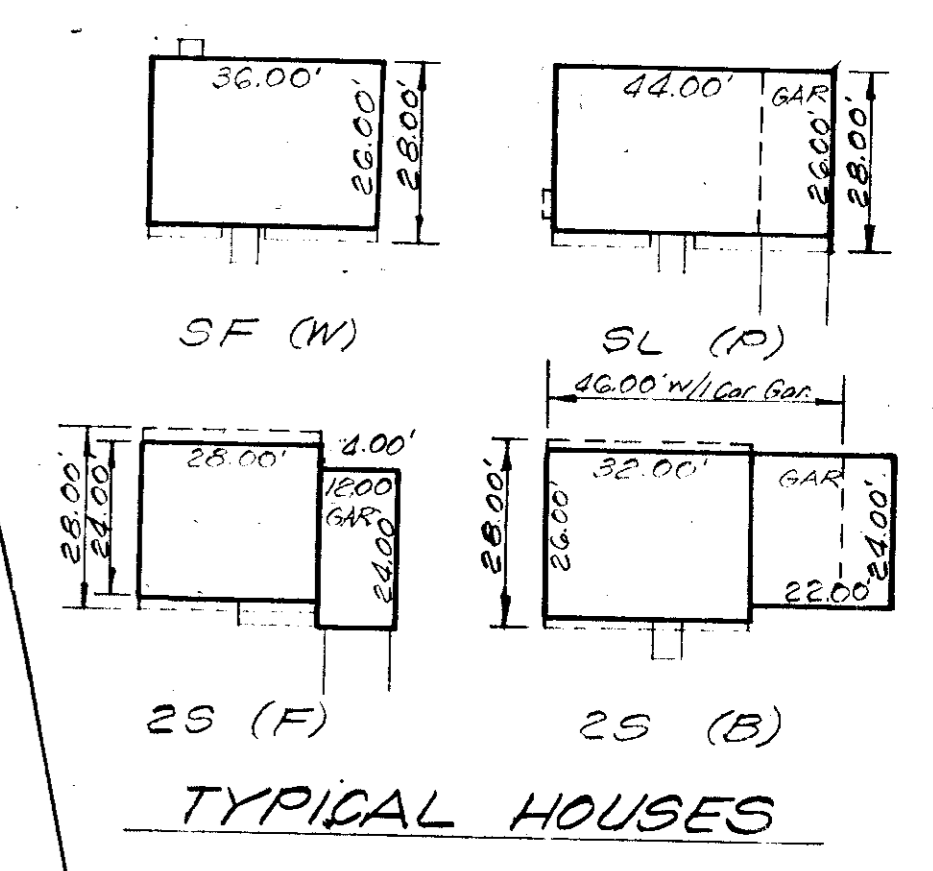 36.00'
26.00'
28.00'
SF (W)
44.00'
GAR
26.00'
28.00'
SL (P)
28.00'
24.00'
28.00'
4.00'
12.00
GAR
24.00
2S (F)
46.00' w/1 Car Gar.
28.00'
26.00'
32.00'
GAR
22.00'
24.00'
2S (B)
TYPICAL HOUSES